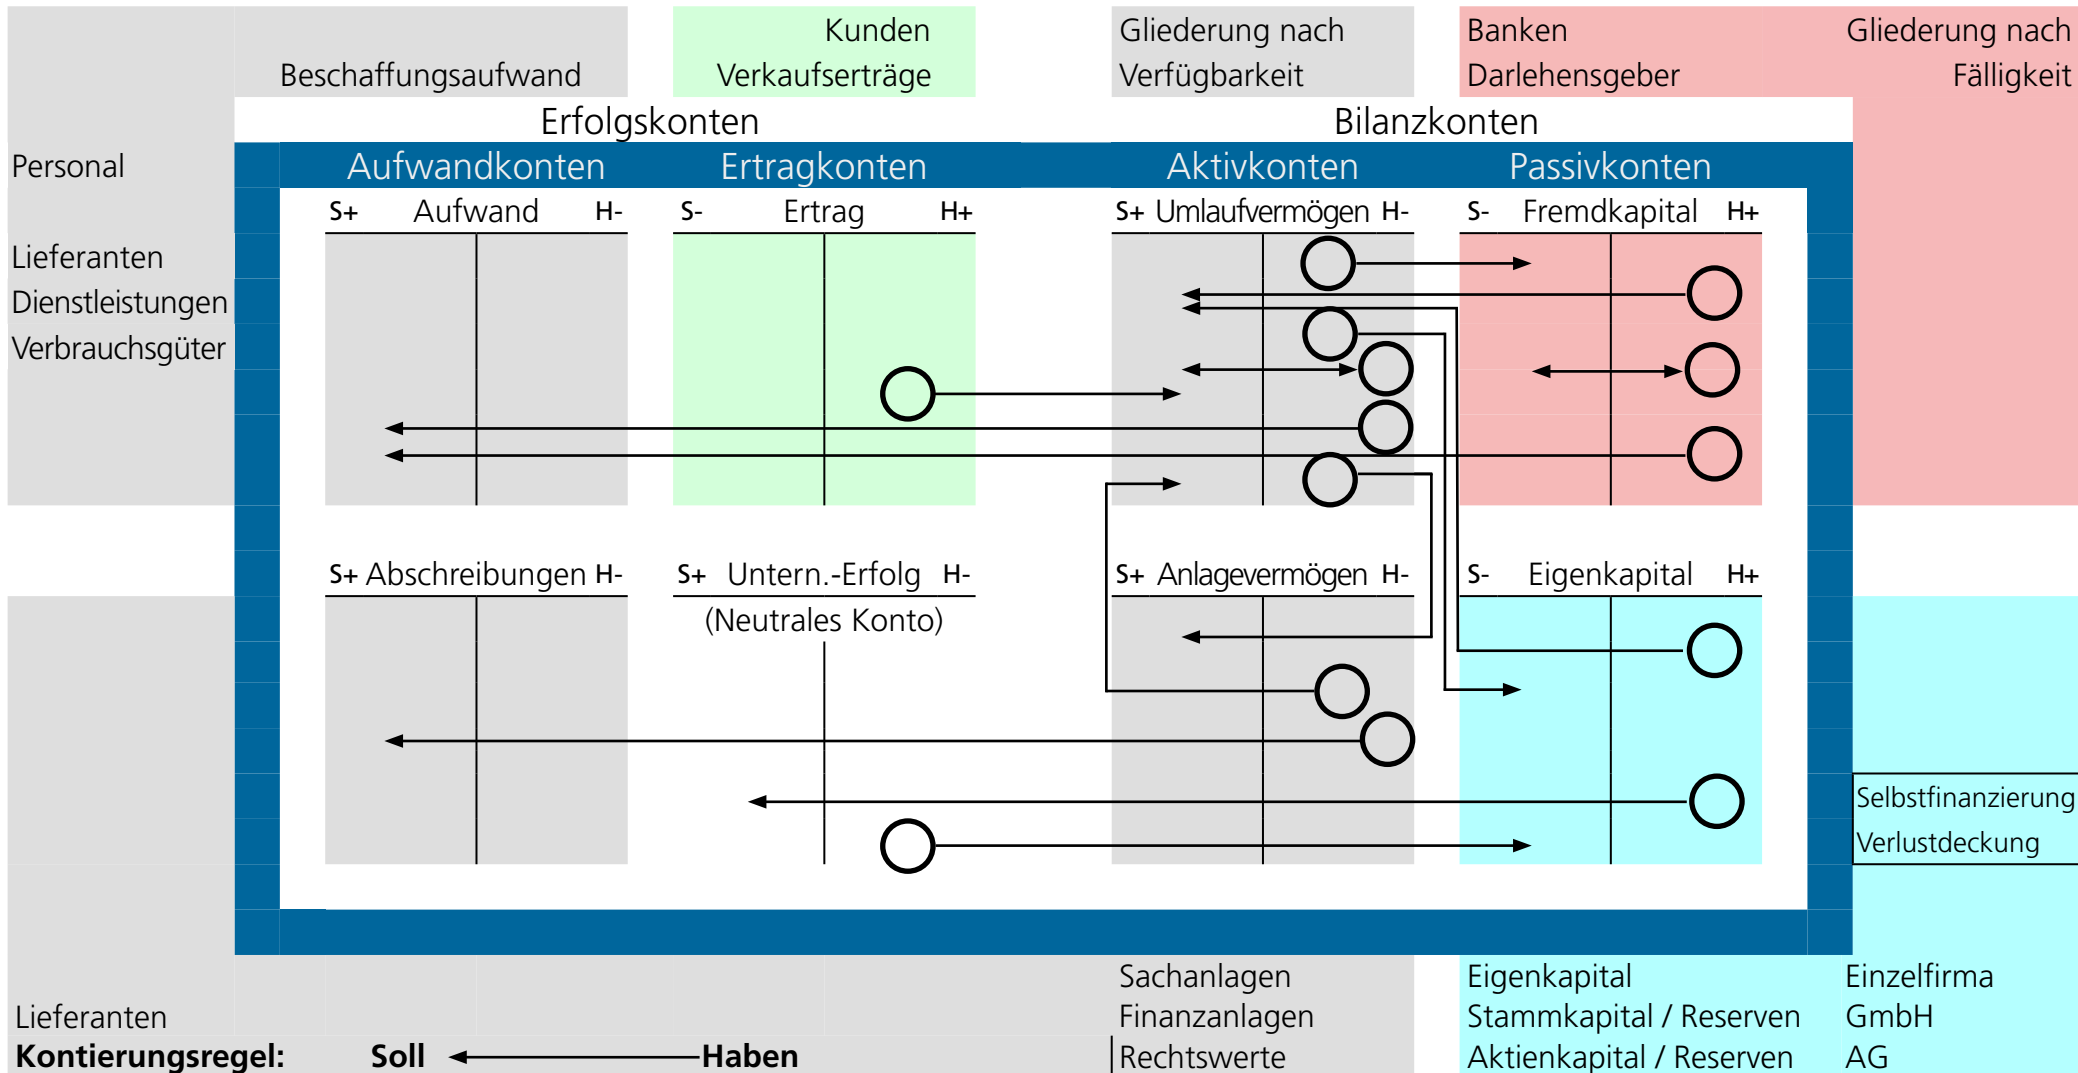 Kunden Gliederung nach Banken Gliederung nach
Beschaffungsaufwand Verkaufserträge Verfügbarkeit Darlehensgeber Fälligkeit
Erfolgskonten Bilanzkonten
Personal Aufwandkonten Ertragkonten Aktivkonten Passivkonten
S+ Aufwand H- S- Ertrag H+ S+ Umlaufvermögen H- S- Fremdkapital H+
Lieferanten
Dienstleistungen
Verbrauchsgüter
S+ Abschreibungen H- S+ Untern.-Erfolg H- S+ Anlagevermögen H- S- Eigenkapital H+
(Neutrales Konto)
Selbstfinanzierung
Verlustdeckung
Sachanlagen Eigenkapital Einzelfirma
Lieferanten Finanzanlagen Stammkapital / Reserven GmbH
Kontierungsregel: Soll Haben Rechtswerte Aktienkapital / Reserven AG